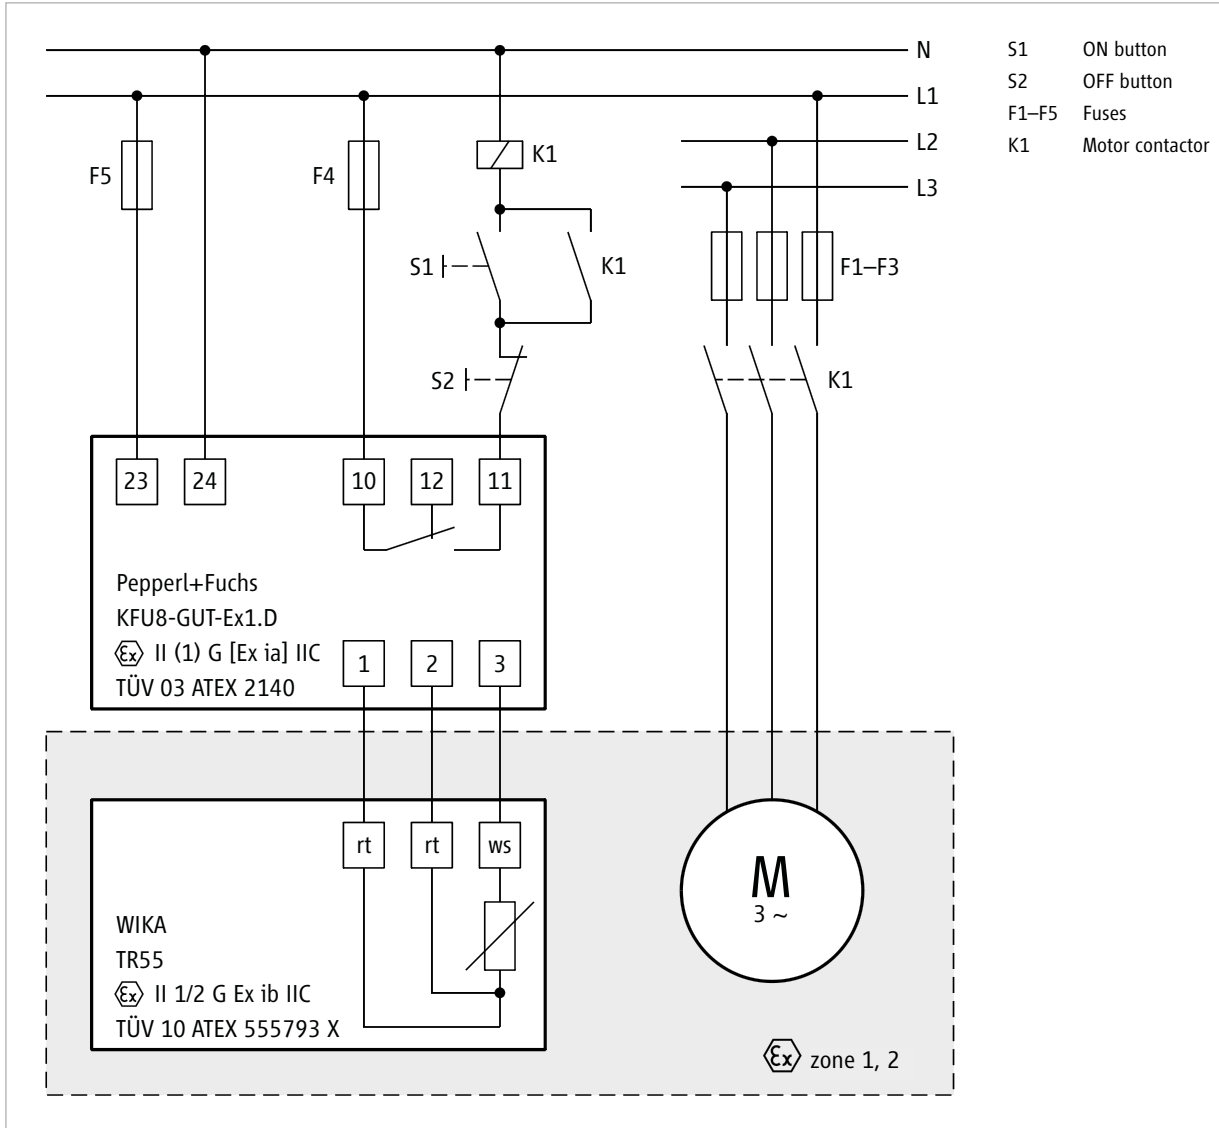 N
S1 ON button
S2 OFF button
L1
F1–F5 Fuses
L2
K1 Motor contactor
K1
F5
F4
L3
S1
K1
F1–F3
S2
K1
23
24
10
12
11
Pepperl+Fuchs
KFU8-GUT-Ex1.D
Ex II (1) G [Ex ia] IIC
TÜV 03 ATEX 2140
1
2
3
rt
rt
ws
WIKA
TR55
Ex II 1/2 G Ex ib IIC
TÜV 10 ATEX 555793 X
M
3 ~
Ex zone 1, 2